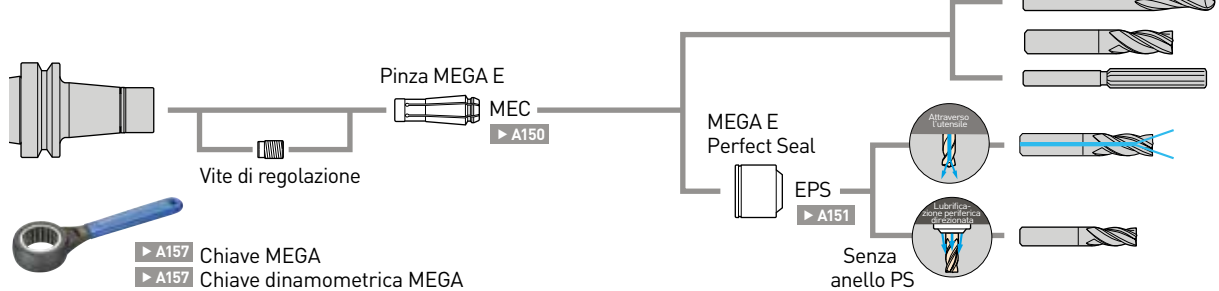 Pinza MEGA E
MEC
▶ A150
Vite di regolazione
MEGA E
Perfect Seal
EPS
▶ A151
Attraverso
l'utensile
Lubrifica-
zione periferica
direzionata
Senza
anello PS
▶ A157 Chiave MEGA
▶ A157 Chiave dinamometrica MEGA